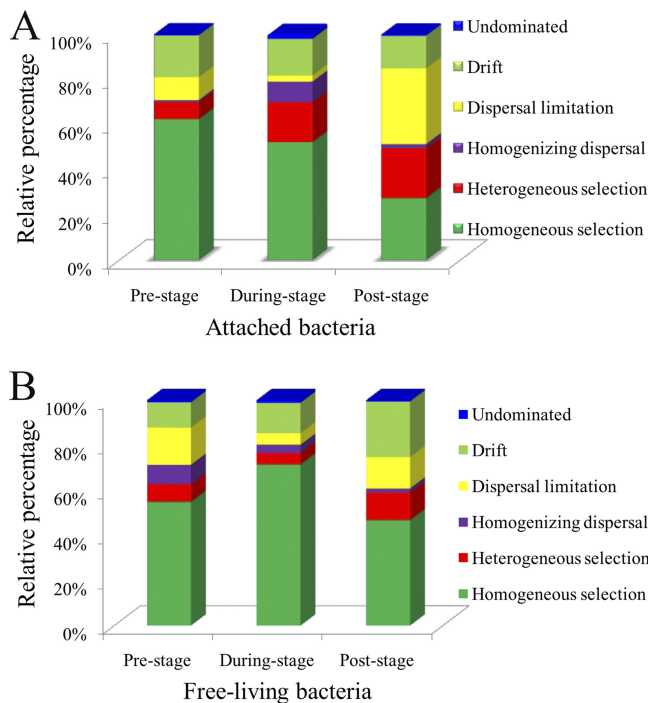 A
Relative percentage
100%
80%
60%
40%
20%
0%
Pre-stage
During-stage
Post-stage
Attached bacteria
Undominated
Drift
Dispersal limitation
Homogenizing dispersal
Heterogeneous selection
Homogeneous selection
B
Relative percentage
100%
80%
60%
40%
20%
0%
Pre-stage
During-stage
Post-stage
Free-living bacteria
Undominated
Drift
Dispersal limitation
Homogenizing dispersal
Heterogeneous selection
Homogeneous selection